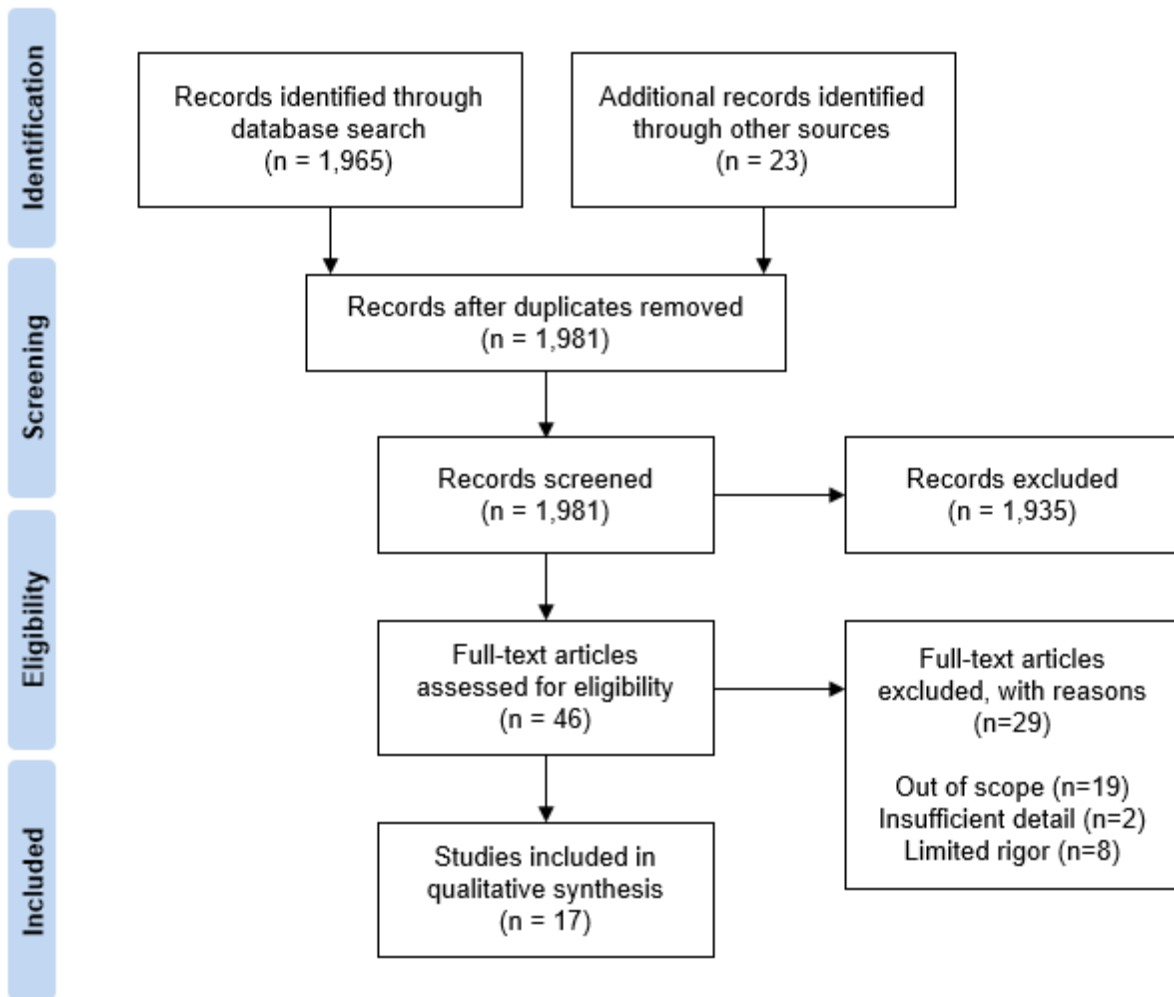 Identification
Records identified through
database search
(n = 1,965)
Additional records identified
through other sources
(n = 23)
Screening
Records after duplicates removed
(n = 1,981)
Records screened
(n = 1,981)
Records excluded
(n = 1,935)
Eligibility
Full-text articles
assessed for eligibility
(n = 46)
Full-text articles
excluded, with reasons
(n=29)
Out of scope (n=19)
Insufficient detail (n=2)
Limited rigor (n=8)
Included
Studies included in
qualitative synthesis
(n = 17)